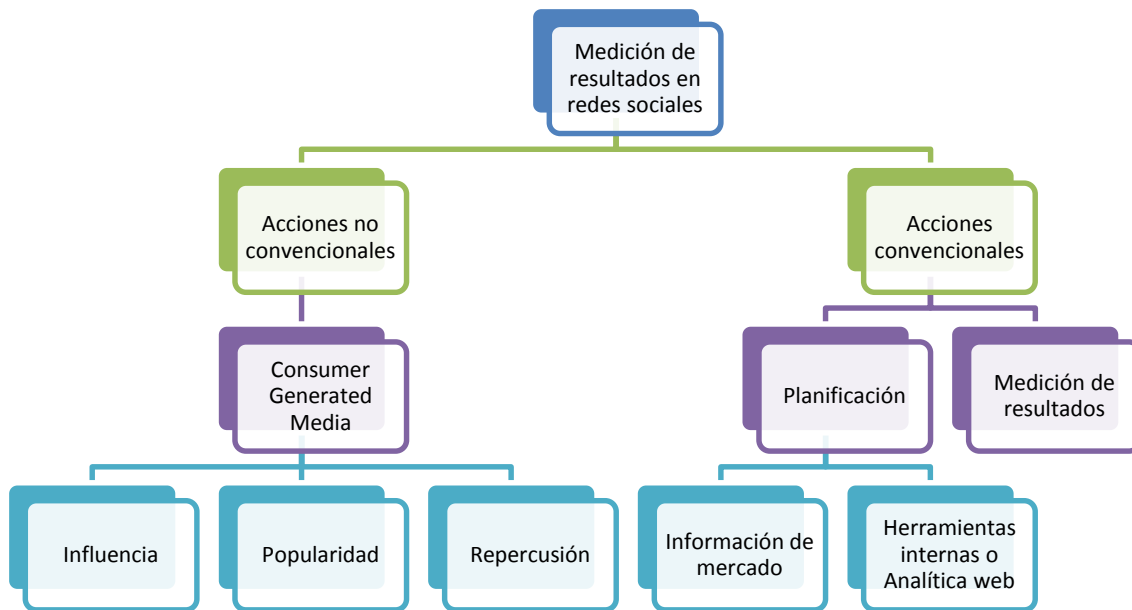 Medición de
resultados en
redes sociales
Acciones no
convencionales
Acciones
convencionales
Consumer
Generated
Media
Planificación
Medición de
resultados
Influencia
Popularidad
Repercusión
Información de
mercado
Herramientas
internas o
Analítica web